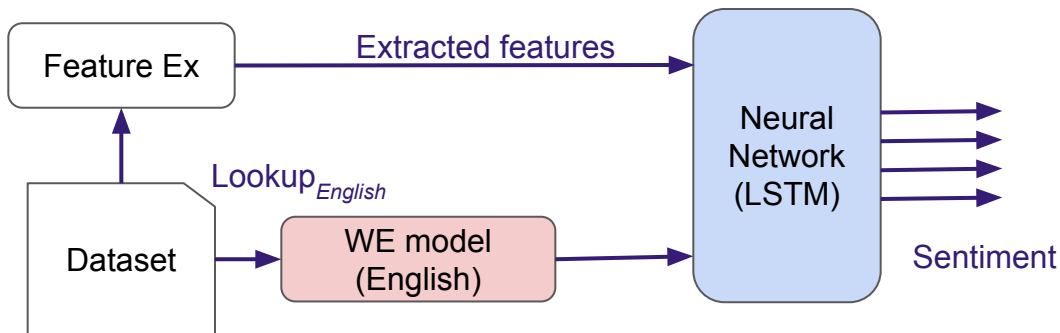 Feature Ex
Extracted features
Neural
Network
(LSTM)
Lookup_English
Dataset
WE model
(English)
Sentiment